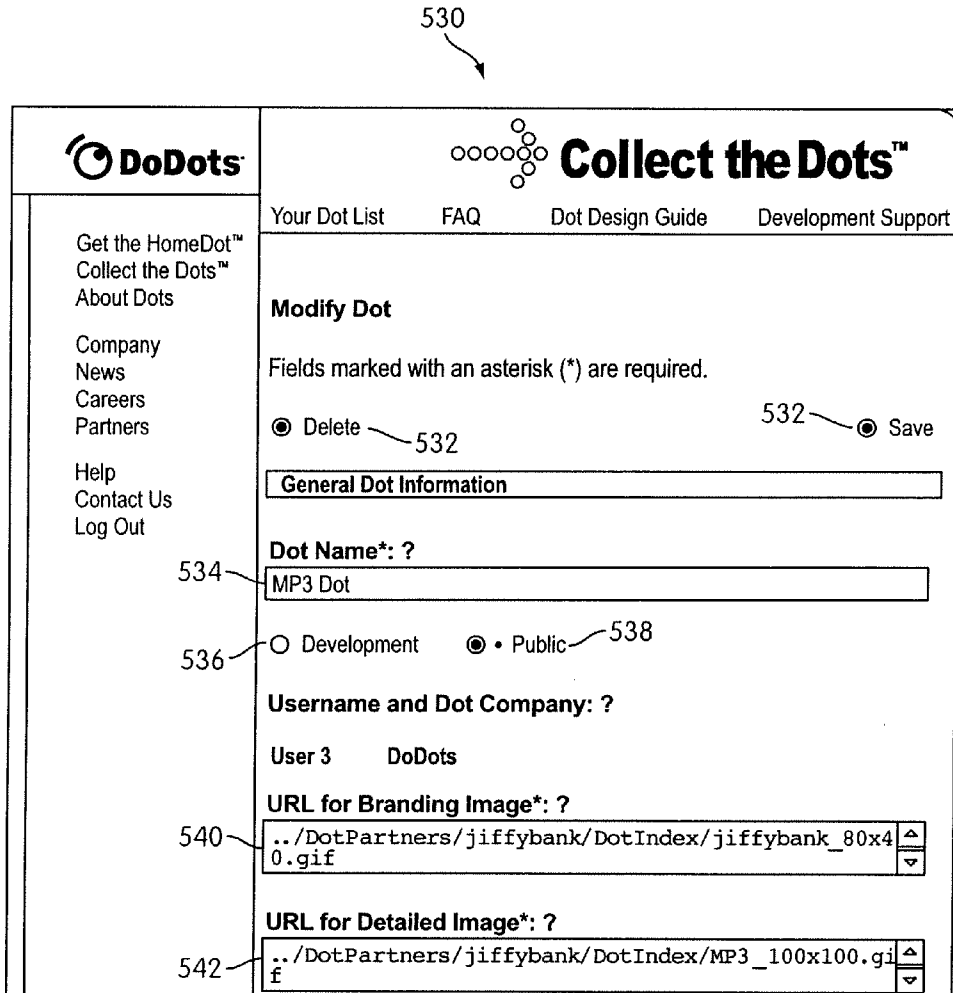 530
DoDots
Collect the Dots™
Your Dot List FAQ Dot Design Guide Development Support
Get the HomeDot™
Collect the Dots™
About Dots
Company
News
Careers
Partners
Help
Contact Us
Log Out
Modify Dot
Fields marked with an asterisk (*) are required.
Delete 532 532 Save
General Dot Information
Dot Name*: ?
534 MP3 Dot
536 Development • Public 538
Username and Dot Company: ?
User 3 DoDots
URL for Branding Image*: ?
540 ../DotPartners/jiffybank/DotIndex/jiffybank_80x4
0.gif
URL for Detailed Image*: ?
542 ../DotPartners/jiffybank/DotIndex/MP3_100x100.gi
f